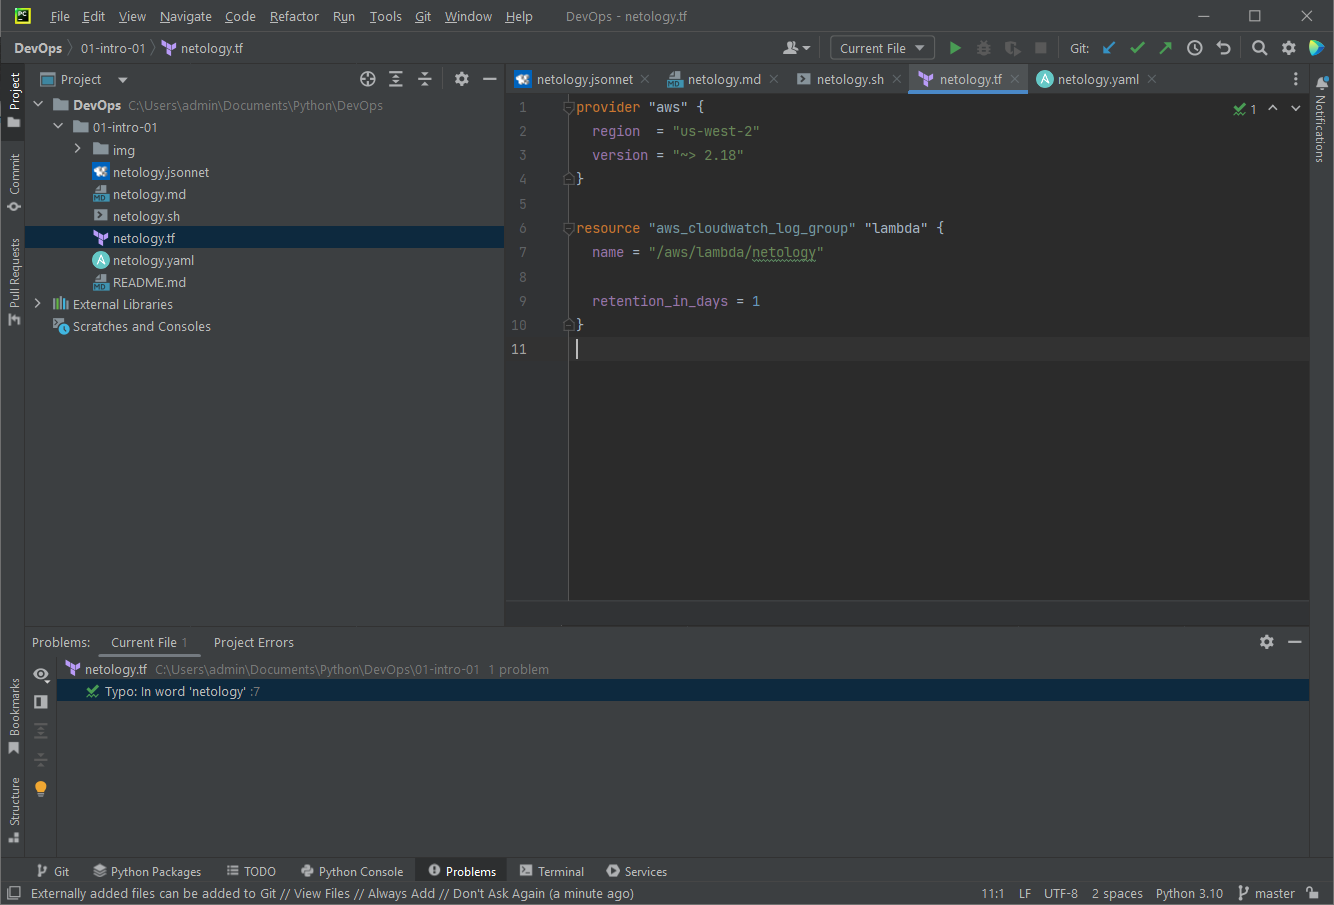 PC File Edit View Navigate Code Refactor Run Tools Git Window Help DevOps - netology.tf
DevOps 01-intro-01 netology.tf Current File Git:
Project
Project
DevOps C:\Users\admin\Documents\Python\DevOps
01-intro-01
img
netology.jsonnet
netology.md
netology.sh
netology.tf
netology.yaml
README.md
External Libraries
Scratches and Consoles
Commit
Pull Requests
netology.jsonnet netology.md netology.sh netology.tf netology.yaml
1 provider "aws" {
2 region  = "us-west-2"
3 version = "~> 2.18"
4 }
5
6 resource "aws_cloudwatch_log_group" "lambda" {
7 name = "/aws/lambda/netology"
8
9 retention_in_days = 1
10 }
11
1
Notifications
Problems: Current File 1 Project Errors
netology.tf C:\Users\admin\Documents\Python\DevOps\01-intro-01 1 problem
Typo: In word 'netology' :7
Bookmarks
Structure
Git Python Packages TODO Python Console Problems Terminal Services
Externally added files can be added to Git // View Files // Always Add // Don't Ask Again (a minute ago) 11:1 LF UTF-8 2 spaces Python 3.10 master